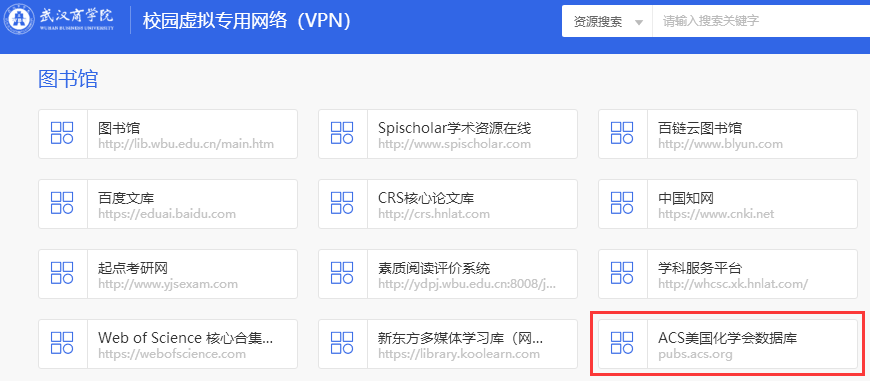 武汉商学院
WUHAN BUSINESS UNIVERSITY
校园虚拟专用网络（VPN）
资源搜索
请输入搜索关键字
图书馆
图书馆
http://lib.wbu.edu.cn/main.htm
Spischolar学术资源在线
http://www.spischolar.com
百链云图书馆
http://www.blyun.com
百度文库
https://eduai.baidu.com
CRS核心论文库
http://crs.hnlat.com
中国知网
https://www.cnki.net
起点考研网
http://www.yjsexam.com
素质阅读评价系统
http://ydpj.wbu.edu.cn:8008/j...
学科服务平台
http://whcsc.xk.hnlat.com/
Web of Science 核心合集...
https://webofscience.com
新东方多媒体学习库（网...
https://library.koolearn.com
ACS美国化学会数据库
pubs.acs.org